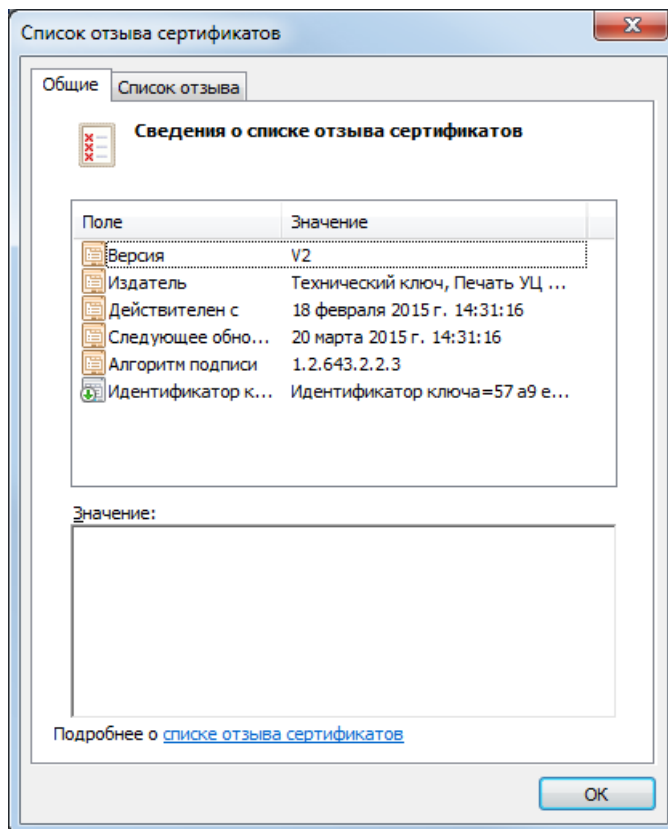 Список отзыва сертификатов
Общие Список отзыва
Сведения о списке отзыва сертификатов
Поле Значение
Версия V2
Издатель Технический ключ, Печать УЦ ...
Действителен с 18 февраля 2015 г. 14:31:16
Следующее обно... 20 марта 2015 г. 14:31:16
Алгоритм подписи 1.2.643.2.2.3
Идентификатор к... Идентификатор ключа=57 a9 e...
Значение:
Подробнее о списке отзыва сертификатов
ОК